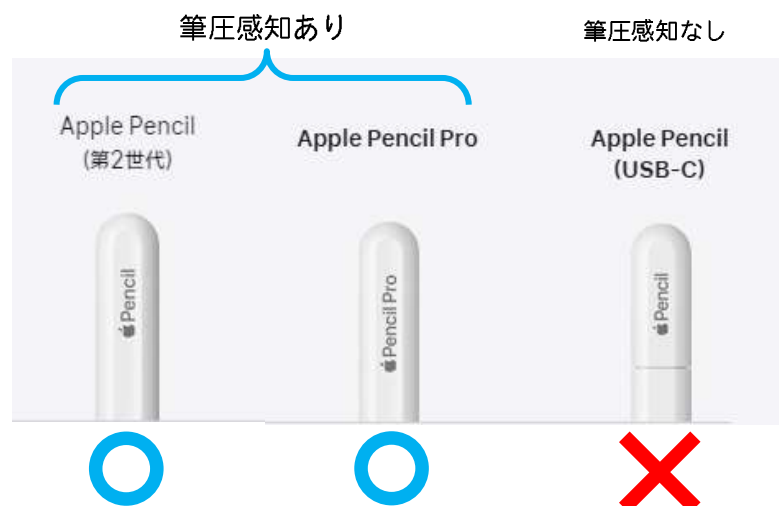 筆圧感知あり
筆圧感知なし
Apple Pencil
(第2世代)
Apple Pencil Pro
Apple Pencil
(USB-C)
Pencil
Pencil Pro
Pencil